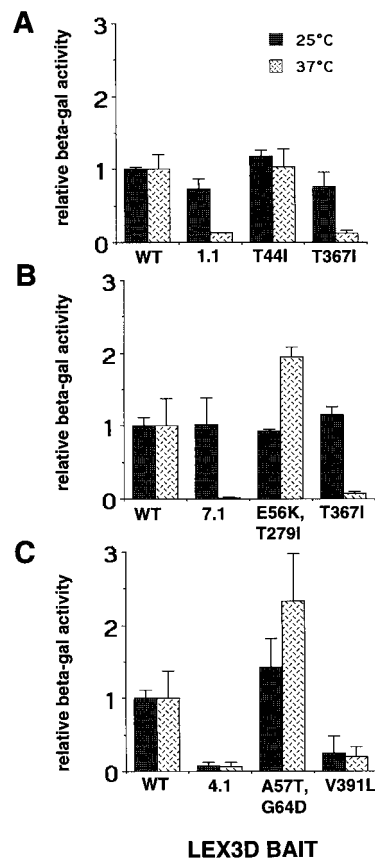 A
relative beta-gal activity
3
2
1
0
25°C
37°C
WT 1.1 T44I T367I
B
relative beta-gal activity
3
2
1
0
WT 7.1 E56K, T279I T367I
C
relative beta-gal activity
3
2
1
0
WT 4.1 A57T, G64D V391L
LEX3D BAIT